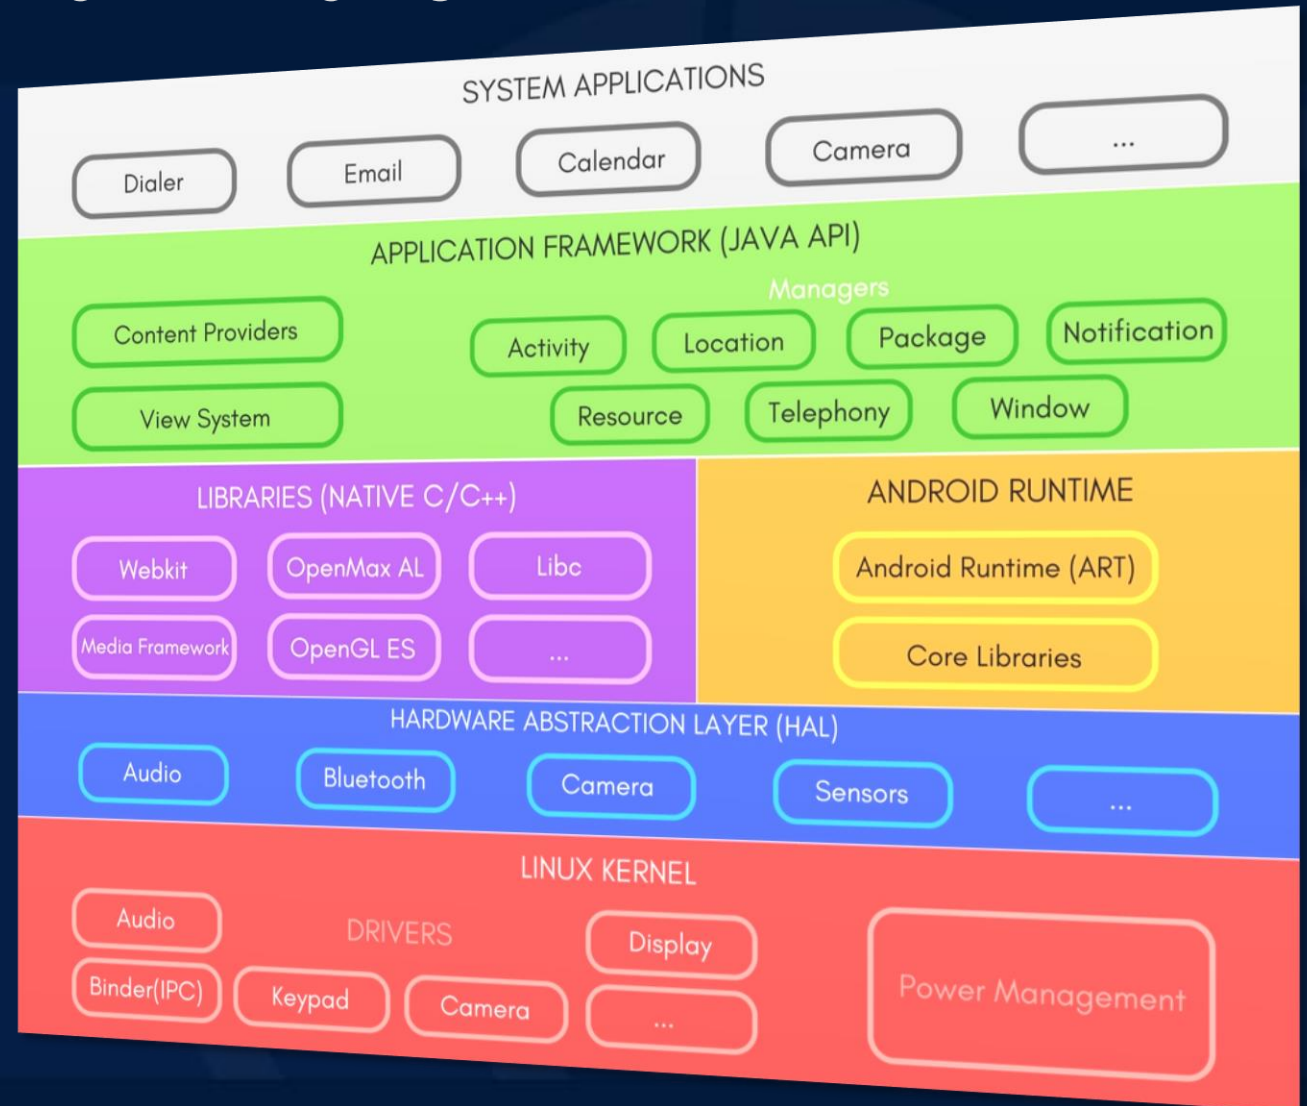 SYSTEM APPLICATIONS
Dialer
Email
Calendar
Camera
...
APPLICATION FRAMEWORK (JAVA API)
Managers
Content Providers
Activity
Location
Package
Notification
View System
Resource
Telephony
Window
LIBRARIES (NATIVE C/C++)
Webkit
OpenMax AL
Libc
Media Framework
OpenGL ES
...
ANDROID RUNTIME
Android Runtime (ART)
Core Libraries
HARDWARE ABSTRACTION LAYER (HAL)
Audio
Bluetooth
Camera
Sensors
...
LINUX KERNEL
Audio
DRIVERS
Display
Binder(IPC)
Keypad
Camera
...
Power Management